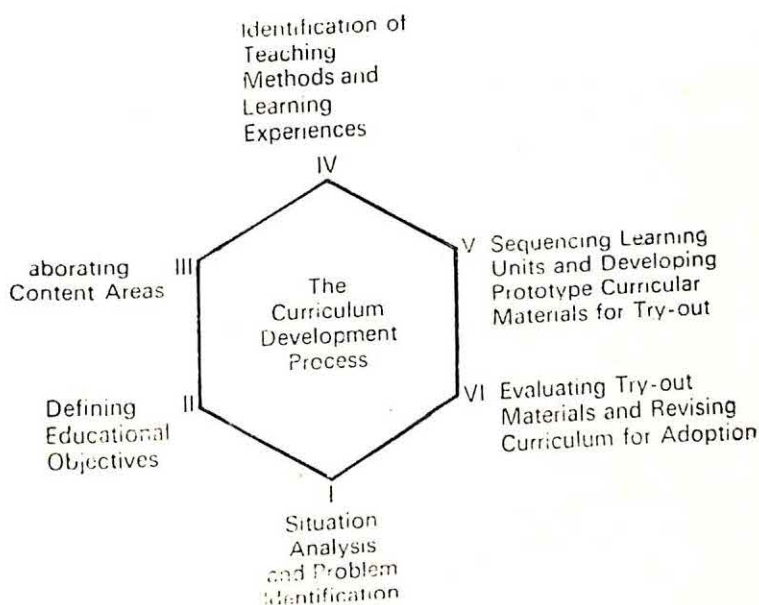 Identification of
Teaching
Methods and
Learning
Experiences
IV
V Sequencing Learning
Units and Developing
Prototype Curricular
Materials for Try-out
VI Evaluating Try-out
Materials and Revising
Curriculum for Adoption
I
Situation
Analysis
and Problem
Identification
II
Defining
Educational
Objectives
III
aborating
Content Areas
The
Curriculum
Development
Process